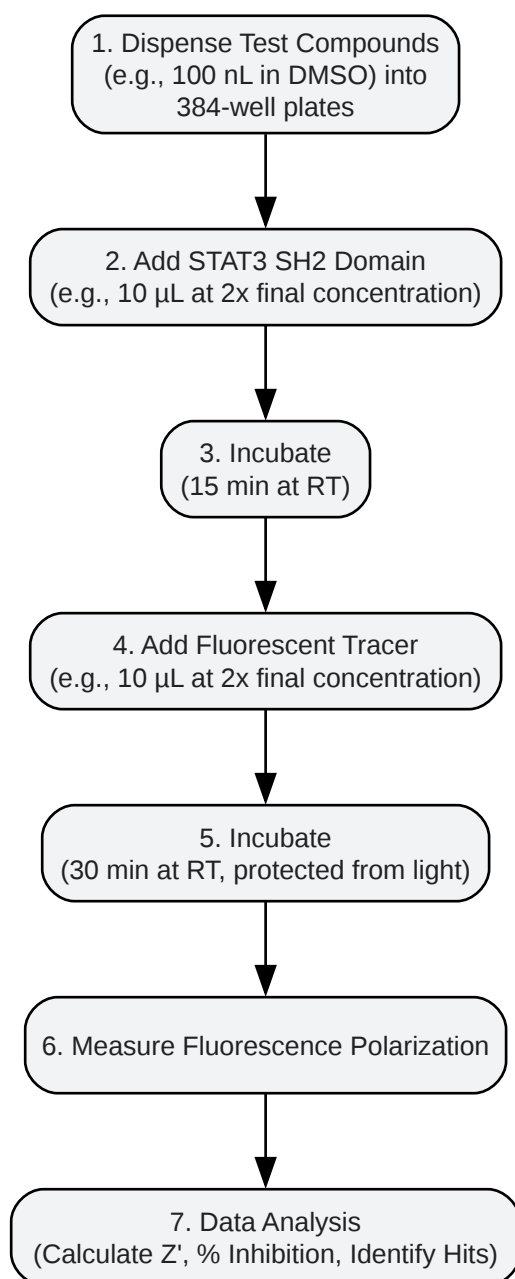 1. Dispense Test Compounds
(e.g., 100 nL in DMSO) into
384-well plates
2. Add STAT3 SH2 Domain
(e.g., 10 µL at 2x final concentration)
3. Incubate
(15 min at RT)
4. Add Fluorescent Tracer
(e.g., 10 µL at 2x final concentration)
5. Incubate
(30 min at RT, protected from light)
6. Measure Fluorescence Polarization
7. Data Analysis
(Calculate Z', % Inhibition, Identify Hits)